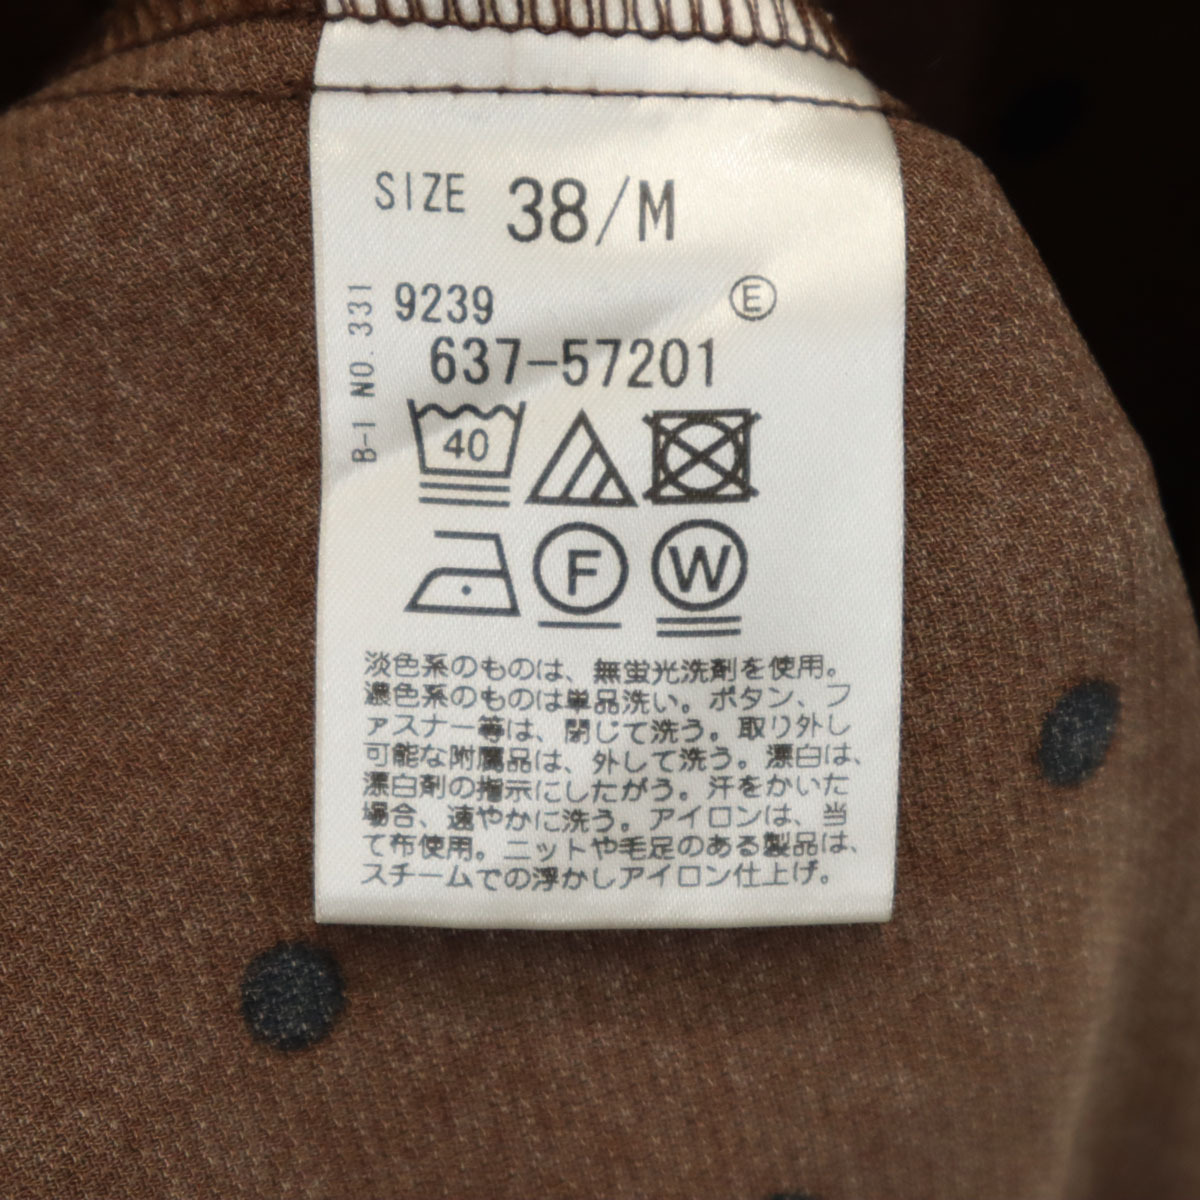 SIZE 38/M
B-1 NO.331
9239
E
637-57201
40
F W
淡色系のものは、無蛍光洗剤を使用。
濃色系のものは単品洗い。ボタン、フ
ァスナー等は、閉じて洗う。取り外し
可能な附属品は、外して洗う。漂白は、
漂白剤の指示にしたがう。汗をかいた
場合、速やかに洗う。アイロンは、当
て布使用。ニットや毛足のある製品は、
スチームでの浮かしアイロン仕上げ。